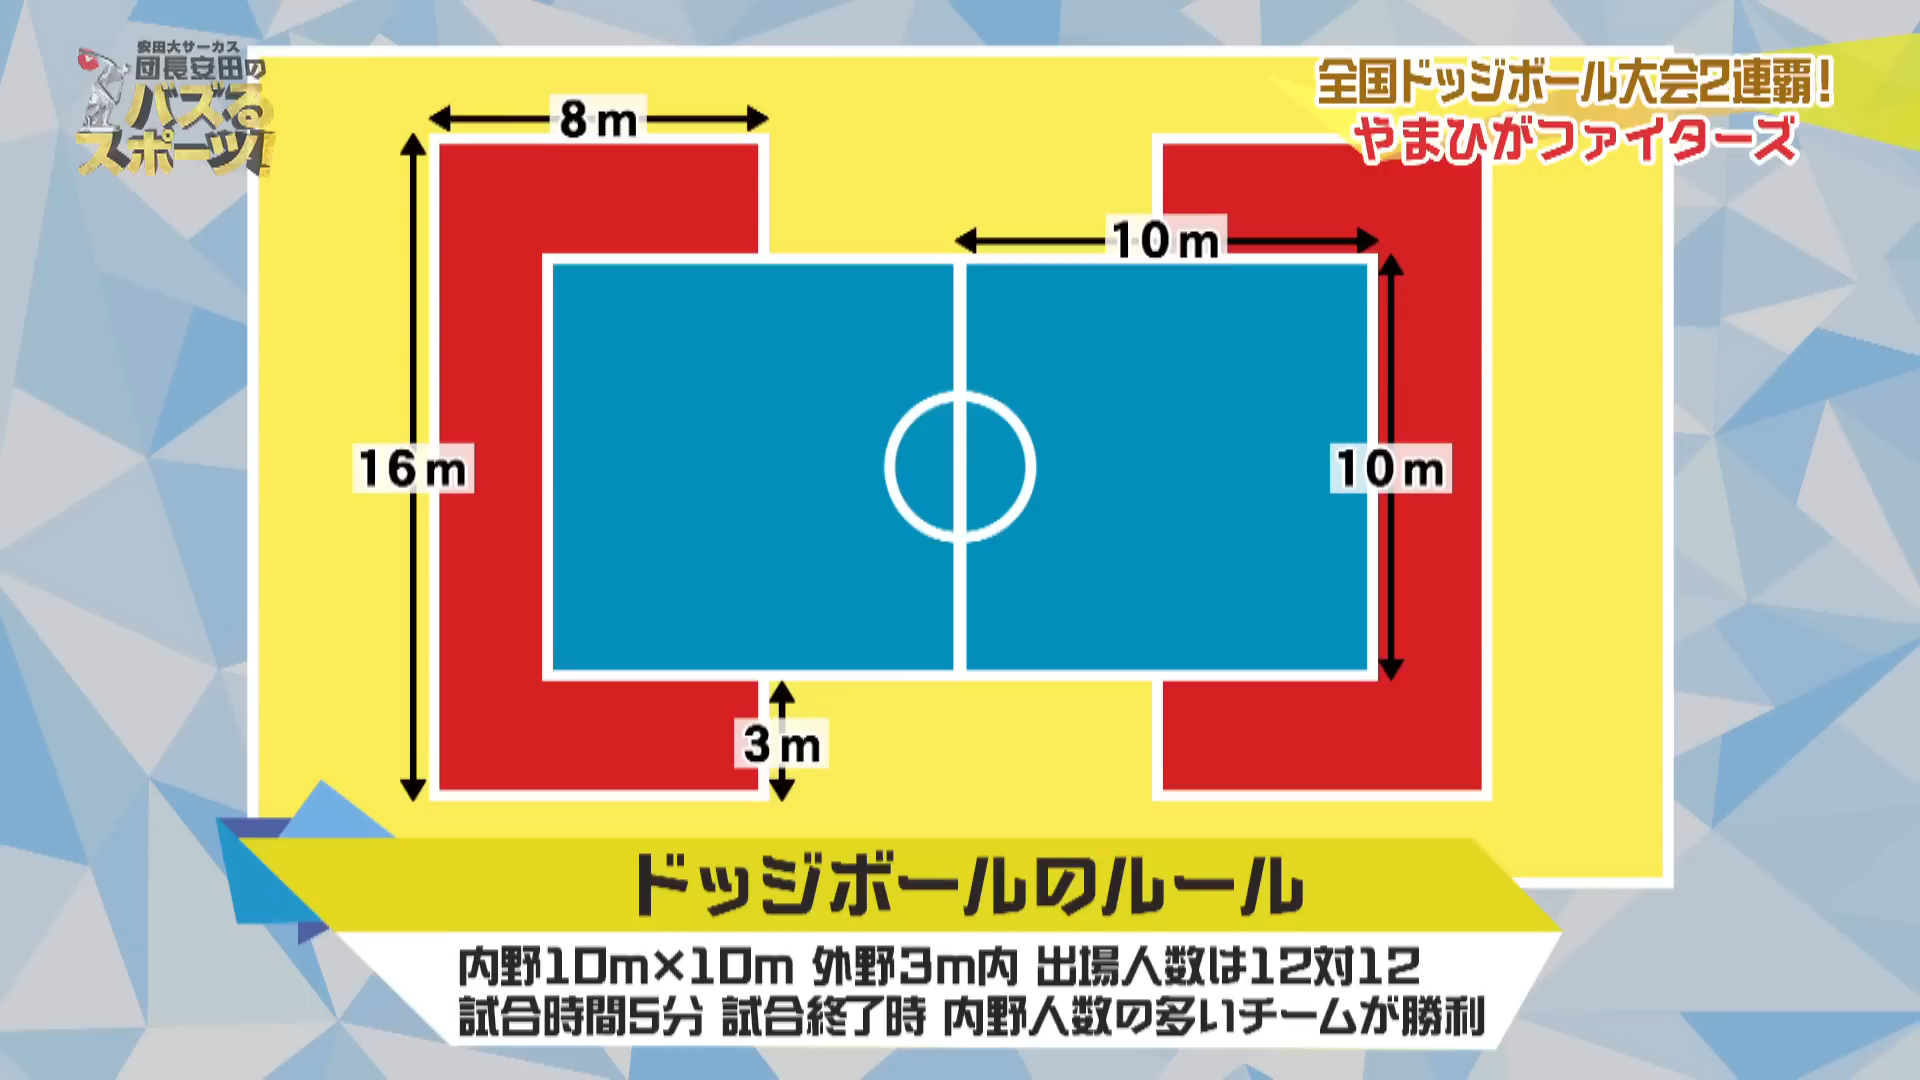 安田大サーカス
団長安田の
バズる
スポーツ!
全国ドッジボール大会2連覇!
やまひがファイターズ
8m
10m
16m
10m
3m
ドッジボールのルール
内野10m×10m 外野3m内 出場人数は12対12
試合時間5分 試合終了時 内野人数の多いチームが勝利